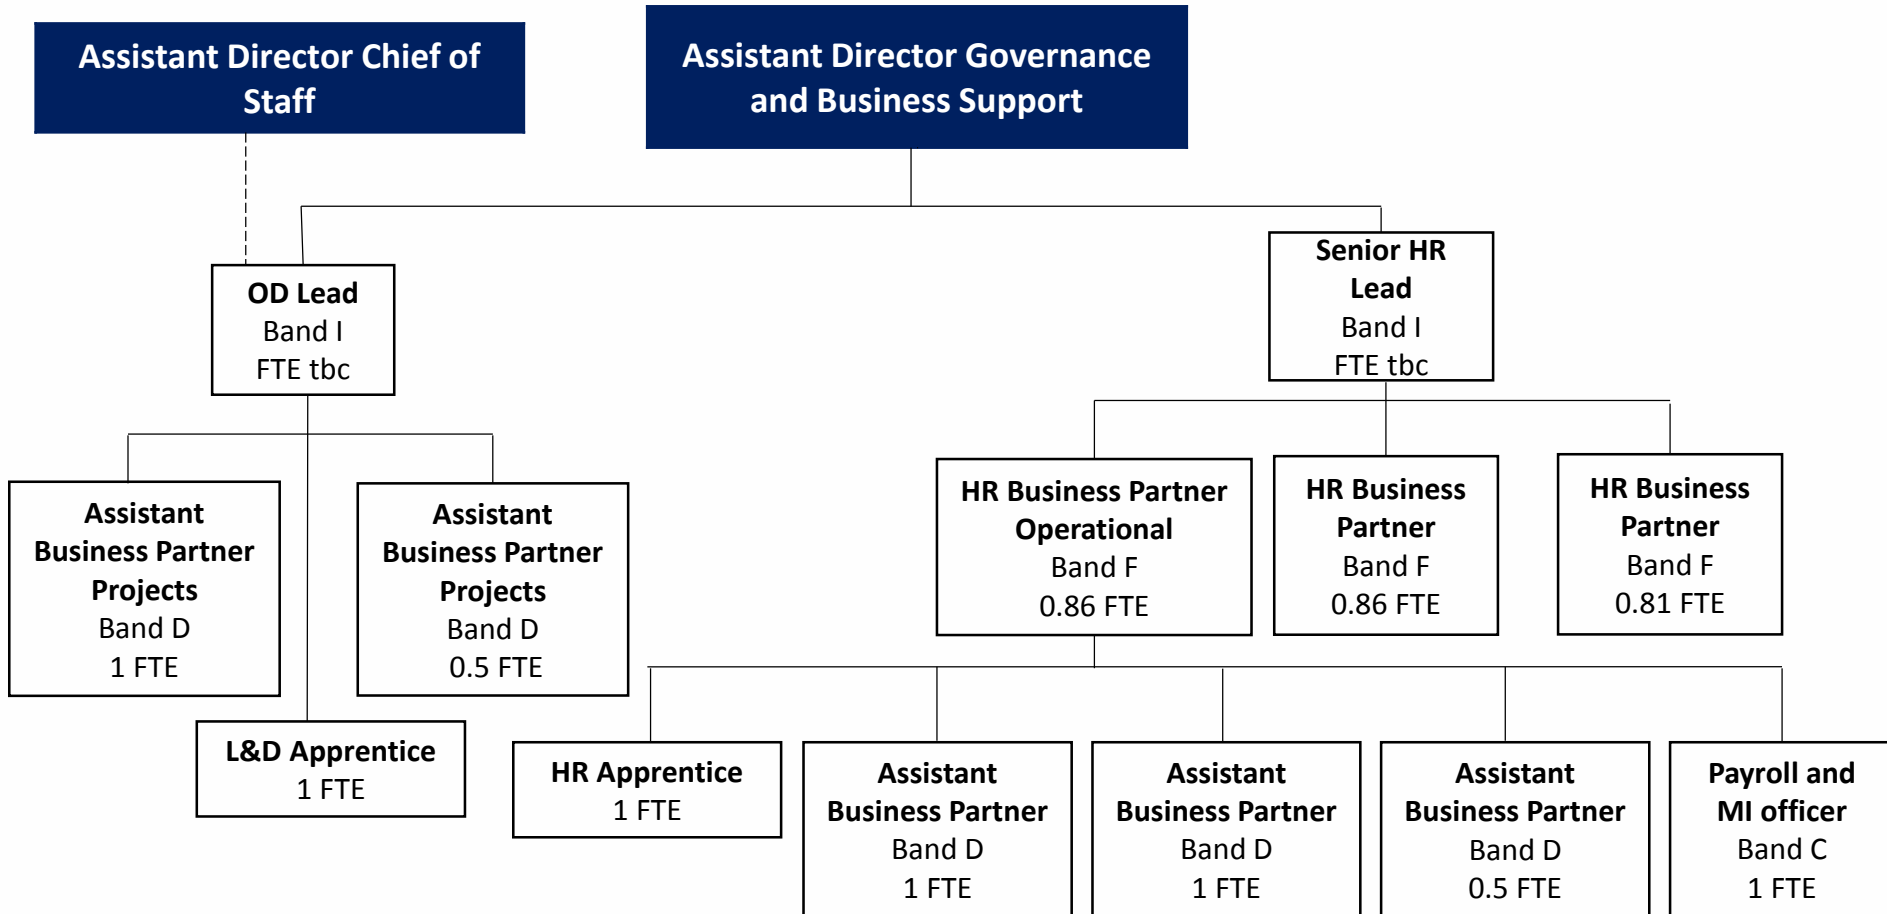 Assistant Director Chief of
Staff
Assistant Director Governance
and Business Support
OD Lead
Band I
FTE tbc
Senior HR
Lead
Band I
FTE tbc
Assistant
Business Partner
Projects
Band D
1 FTE
Assistant
Business Partner
Projects
Band D
0.5 FTE
HR Business Partner
Operational
Band F
0.86 FTE
HR Business
Partner
Band F
0.86 FTE
HR Business
Partner
Band F
0.81 FTE
L&D Apprentice
1 FTE
HR Apprentice
1 FTE
Assistant
Business Partner
Band D
1 FTE
Assistant
Business Partner
Band D
1 FTE
Assistant
Business Partner
Band D
0.5 FTE
Payroll and
MI officer
Band C
1 FTE